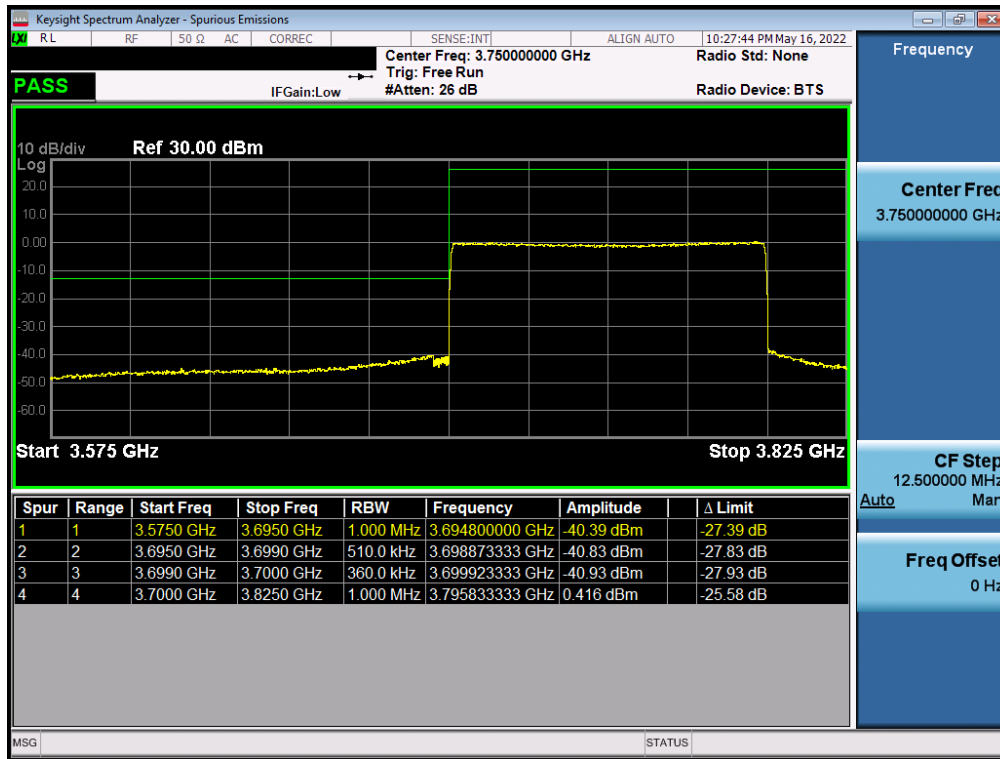 Keysight Spectrum Analyzer - Spurious Emissions
LXI RL RF 50 Ω AC CORREC SENSE:INT ALIGN AUTO 10:27:44 PM May 16, 2022
Center Freq: 3.750000000 GHz Radio Std: None
Trig: Free Run
PASS IFGain:Low #Atten: 26 dB Radio Device: BTS
10 dB/div Ref 30.00 dBm
Log
20.0
10.0
0.00
-10.0
-20.0
-30.0
-40.0
-50.0
-60.0
Start 3.575 GHz Stop 3.825 GHz
Spur Range Start Freq Stop Freq RBW Frequency Amplitude Δ Limit
1 1 3.5750 GHz 3.6950 GHz 1.000 MHz 3.694800000 GHz -40.39 dBm -27.39 dB
2 2 3.6950 GHz 3.6990 GHz 510.0 kHz 3.698873333 GHz -40.83 dBm -27.83 dB
3 3 3.6990 GHz 3.7000 GHz 360.0 kHz 3.699923333 GHz -40.93 dBm -27.93 dB
4 4 3.7000 GHz 3.8250 GHz 1.000 MHz 3.795833333 GHz 0.416 dBm -25.58 dB
MSG STATUS
Frequency
Center Freq
3.750000000 GHz
CF Step
12.500000 MHz
Auto Man
Freq Offset
0 Hz